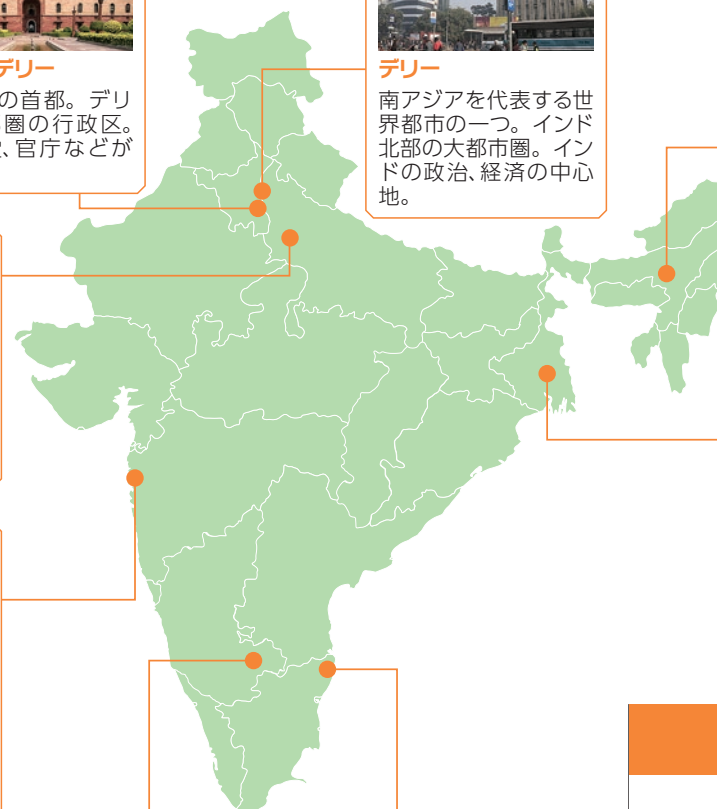 デリー
の首都。デリ
圏の行政区。
、官庁などが
デリー
南アジアを代表する世
界都市の一つ。インド
北部の大都市圏。イン
ドの政治、経済の中心
地。